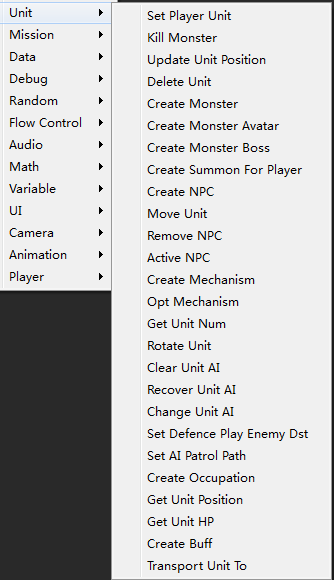 Unit
Mission
Data
Debug
Random
Flow Control
Audio
Math
Variable
UI
Camera
Animation
Player
Set Player Unit
Kill Monster
Update Unit Position
Delete Unit
Create Monster
Create Monster Avatar
Create Monster Boss
Create Summon For Player
Create NPC
Move Unit
Remove NPC
Active NPC
Create Mechanism
Opt Mechanism
Get Unit Num
Rotate Unit
Clear Unit AI
Recover Unit AI
Change Unit AI
Set Defence Play Enemy Dst
Set AI Patrol Path
Create Occupation
Get Unit Position
Get Unit HP
Create Buff
Transport Unit To